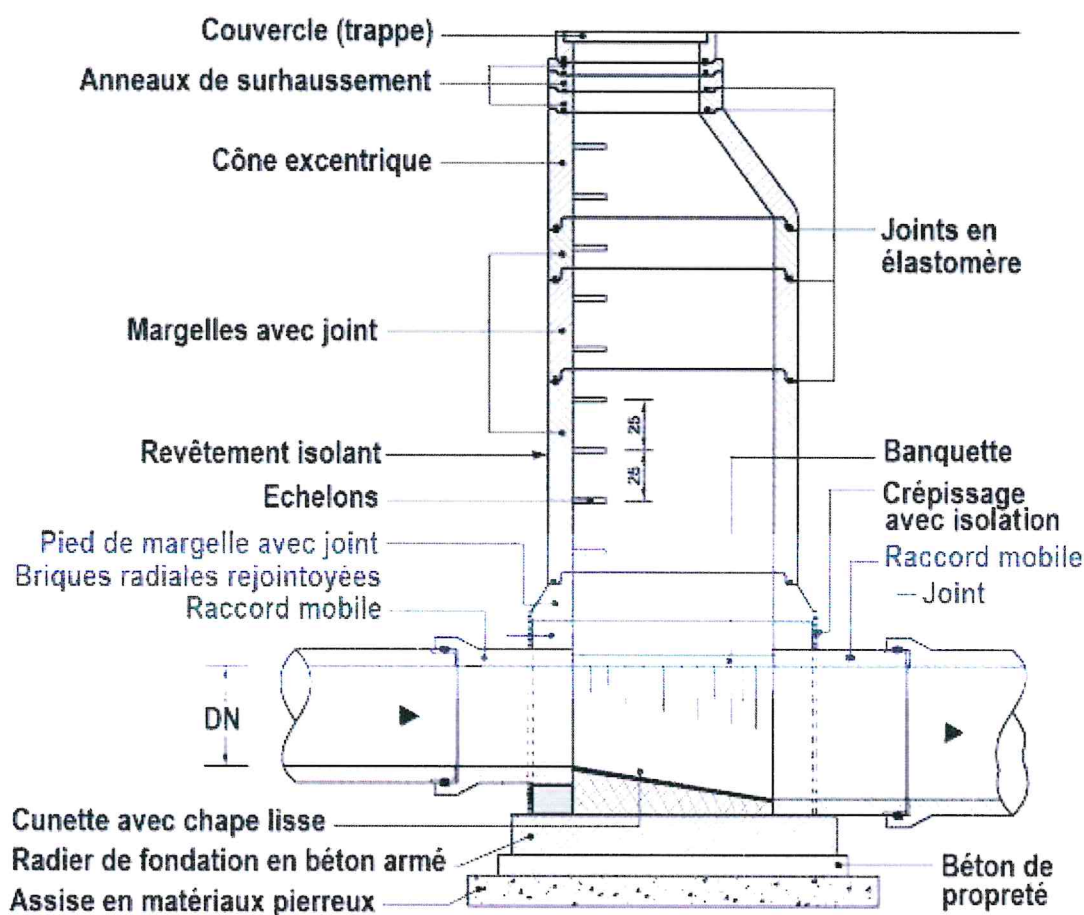 Couvercle (trappe)
Anneaux de surhaussement
Cône excentrique
Joints en
élastomère
Margelles avec joint
25
25
Revêtement isolant
Banquette
Echelons
Crépissage
avec isolation
Pied de margelle avec joint
Raccord mobile
Briques radiales rejointoyées
Joint
Raccord mobile
DN
Cunette avec chape lisse
Radier de fondation en béton armé
Béton de
propreté
Assise en matériaux pierreux